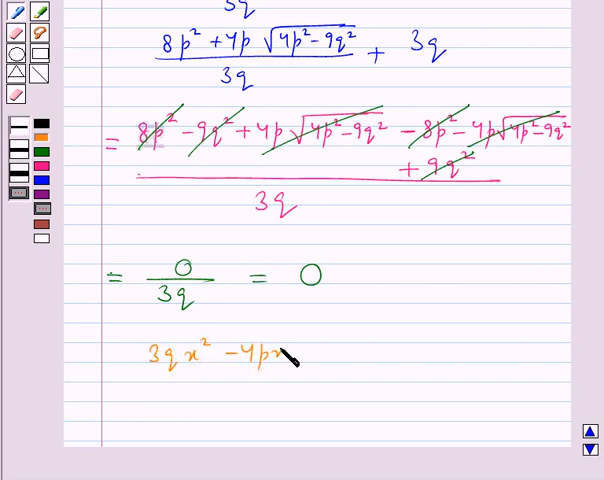 3q
8p² + 4p √4p² - 9q² + 3q
3q
= 8p² - 9q² + 4p √4p² - 9q² - 8p² - 4p √4p² - 9q²
+ 9q²
3q
= 0 = 0
3q
3qx² - 4px